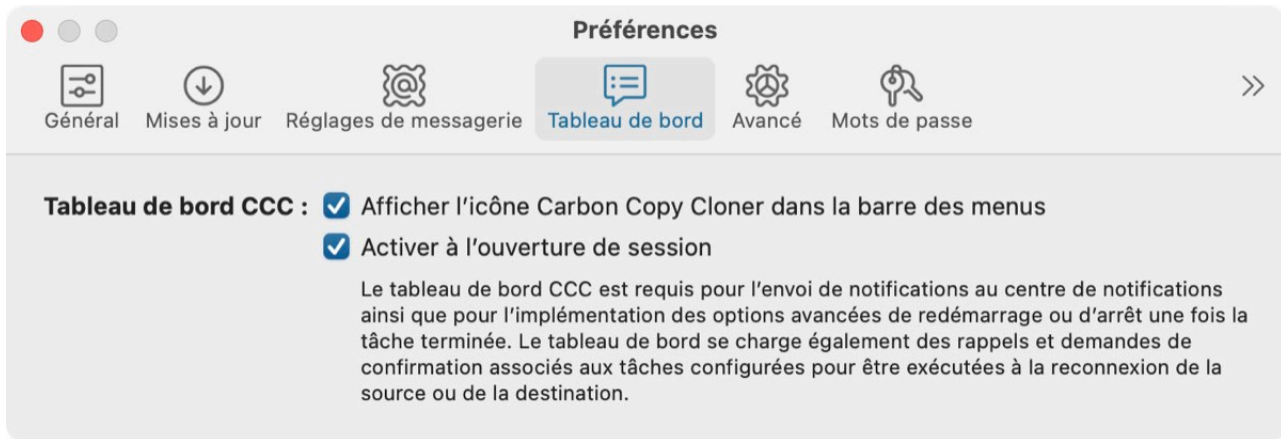 Préférences
Général
Mises à jour
Réglages de messagerie
Tableau de bord
Avancé
Mots de passe
Tableau de bord CCC : Afficher l’icône Carbon Copy Cloner dans la barre des menus
Activer à l’ouverture de session
Le tableau de bord CCC est requis pour l’envoi de notifications au centre de notifications
ainsi que pour l’implémentation des options avancées de redémarrage ou d’arrêt une fois la
tâche terminée. Le tableau de bord se charge également des rappels et demandes de
confirmation associés aux tâches configurées pour être exécutées à la reconnexion de la
source ou de la destination.